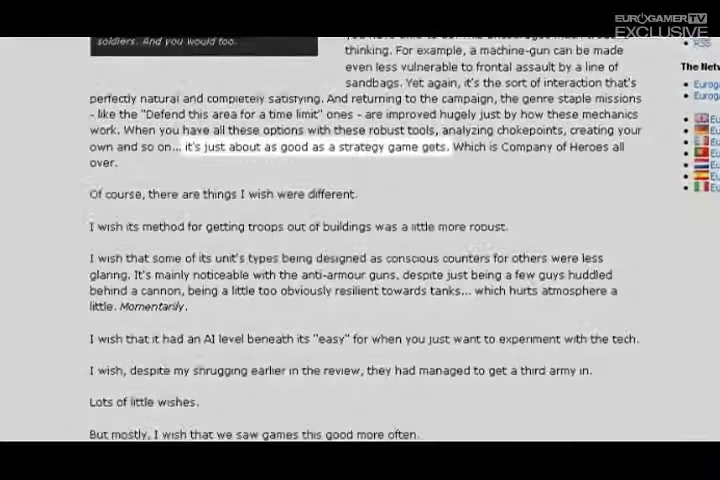 EUROGAMER TV
EXCLUSIVE
soldiers. And you would too.
thinking. For example, a machine-gun can be made
even less vulnerable to frontal assault by a line of
sandbags. Yet again, it's the sort of interaction that's
perfectly natural and completely satisfying. And returning to the campaign, the genre staple missions
- like the "Defend this area for a time limit" ones - are improved hugely just by how these mechanics
work. When you have all these options with these robust tools, analyzing chokepoints, creating your
own and so on... it's just about as good as a strategy game gets. Which is Company of Heroes all
over.
Of course, there are things I wish were different.
I wish its method for getting troops out of buildings was a little more robust.
I wish that some of its unit's types being designed as conscious counters for others were less
glaring. It's mainly noticeable with the anti-armour guns, despite just being a few guys huddled
behind a cannon, being a little too obviously resilient towards tanks... which hurts atmosphere a
little. Momentarily.
I wish that it had an AI level beneath its "easy" for when you just want to experiment with the tech.
I wish, despite my shrugging earlier in the review, they had managed to get a third army in.
Lots of little wishes.
But mostly, I wish that we saw games this good more often.
RSS
The Net
Euroga
Euroga
Eu
Eu
Eu
Eu
Eu
Eu
Eu